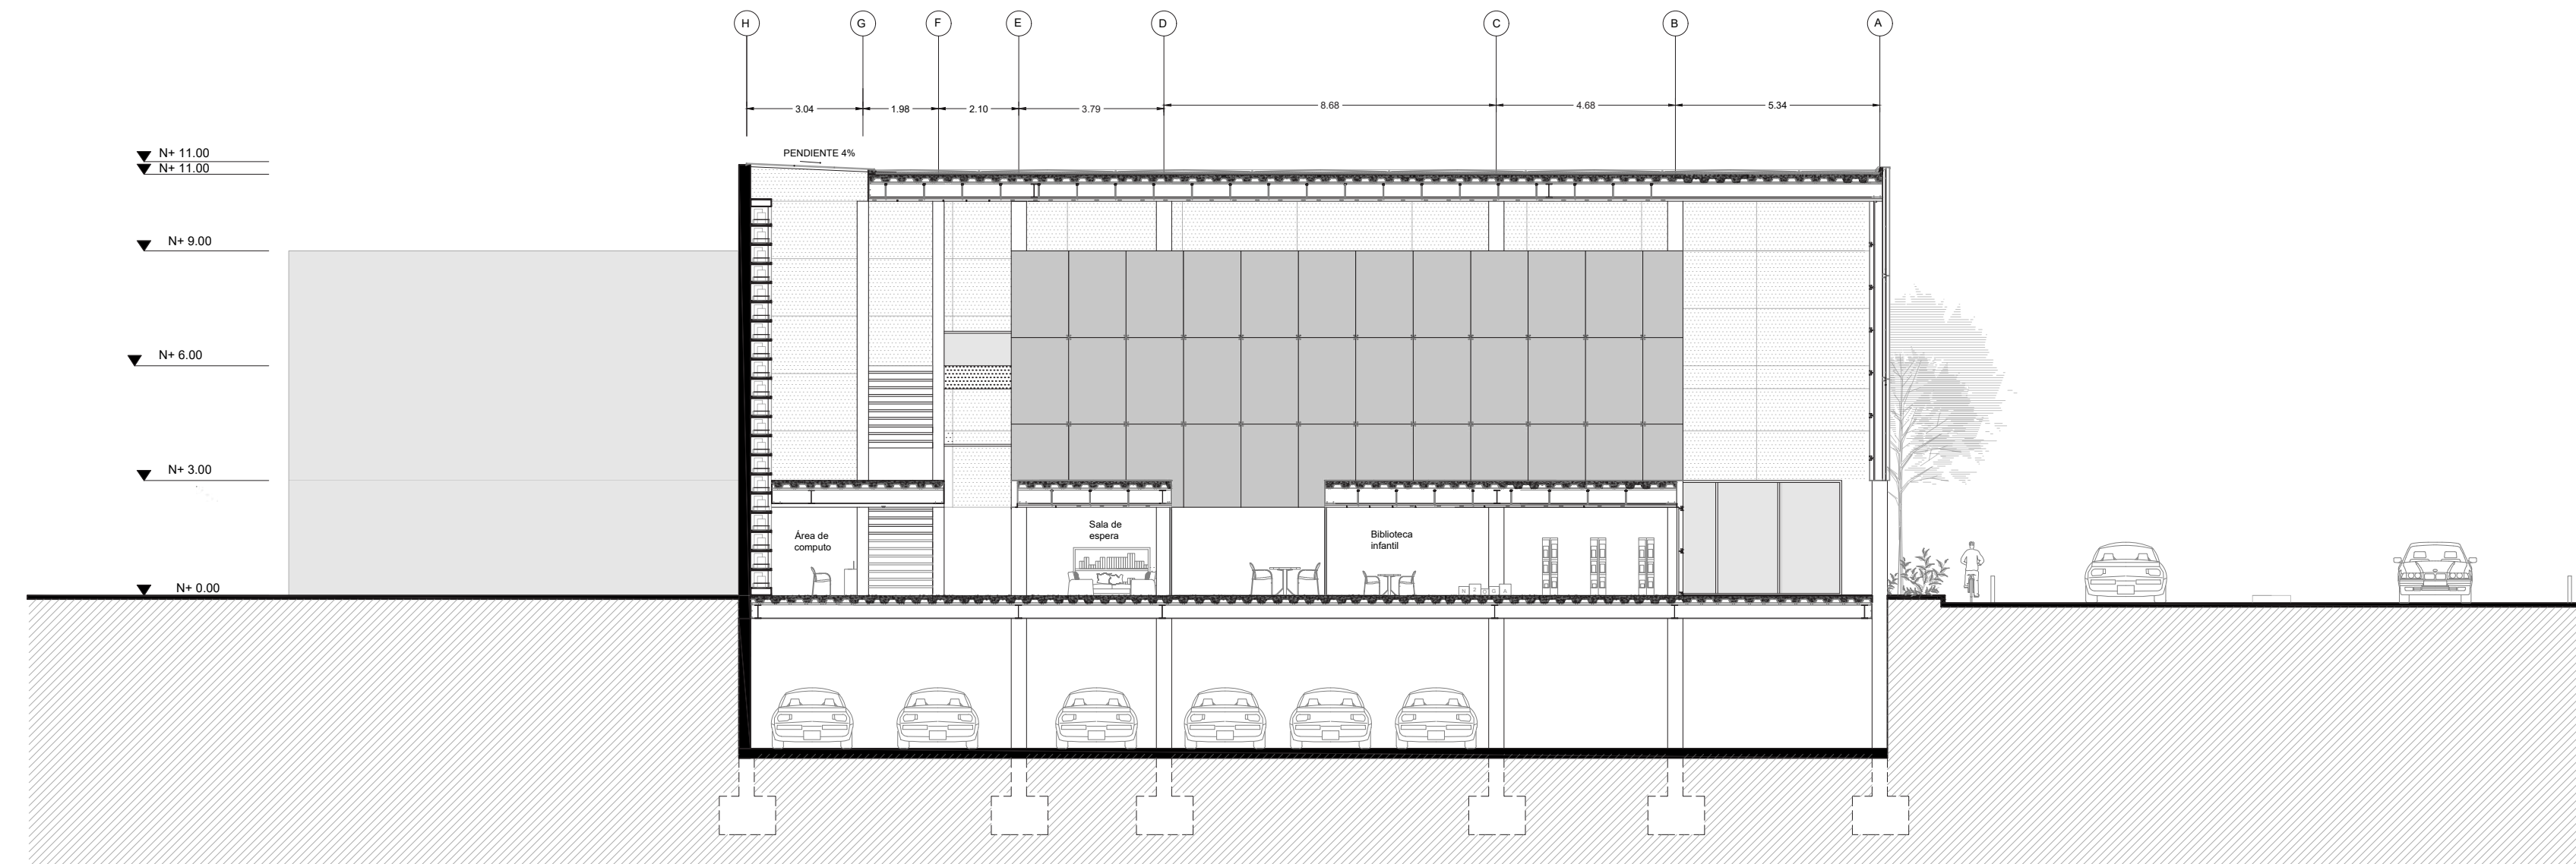 H G F E D C B A
3.04 1.98 2.10 3.79 8.68 4.68 5.34
PENDIENTE 4%
N+ 11.00
N+ 11.00
N+ 9.00
N+ 6.00
N+ 3.00
N+ 0.00
Área de
computo
Sala de
espera
Biblioteca
infantil